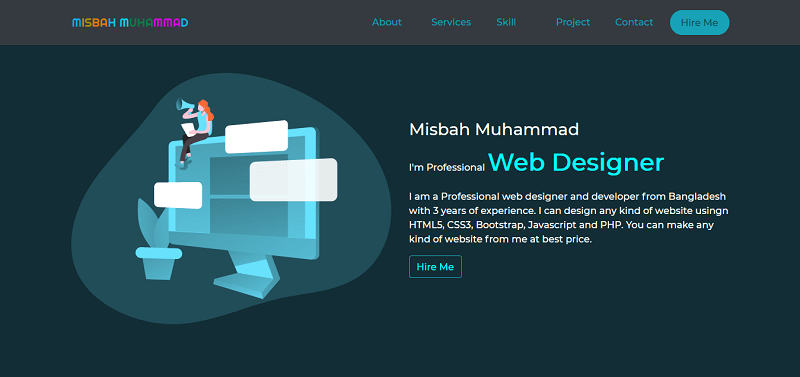 MISBAH MUHAMMAD
About Services Skill Project Contact Hire Me
Misbah Muhammad
I'm Professional Web Designer
I am a Professional web designer and developer from Bangladesh
with 3 years of experience. I can design any kind of website usingn
HTML5, CSS3, Bootstrap, Javascript and PHP. You can make any
kind of website from me at best price.
Hire Me